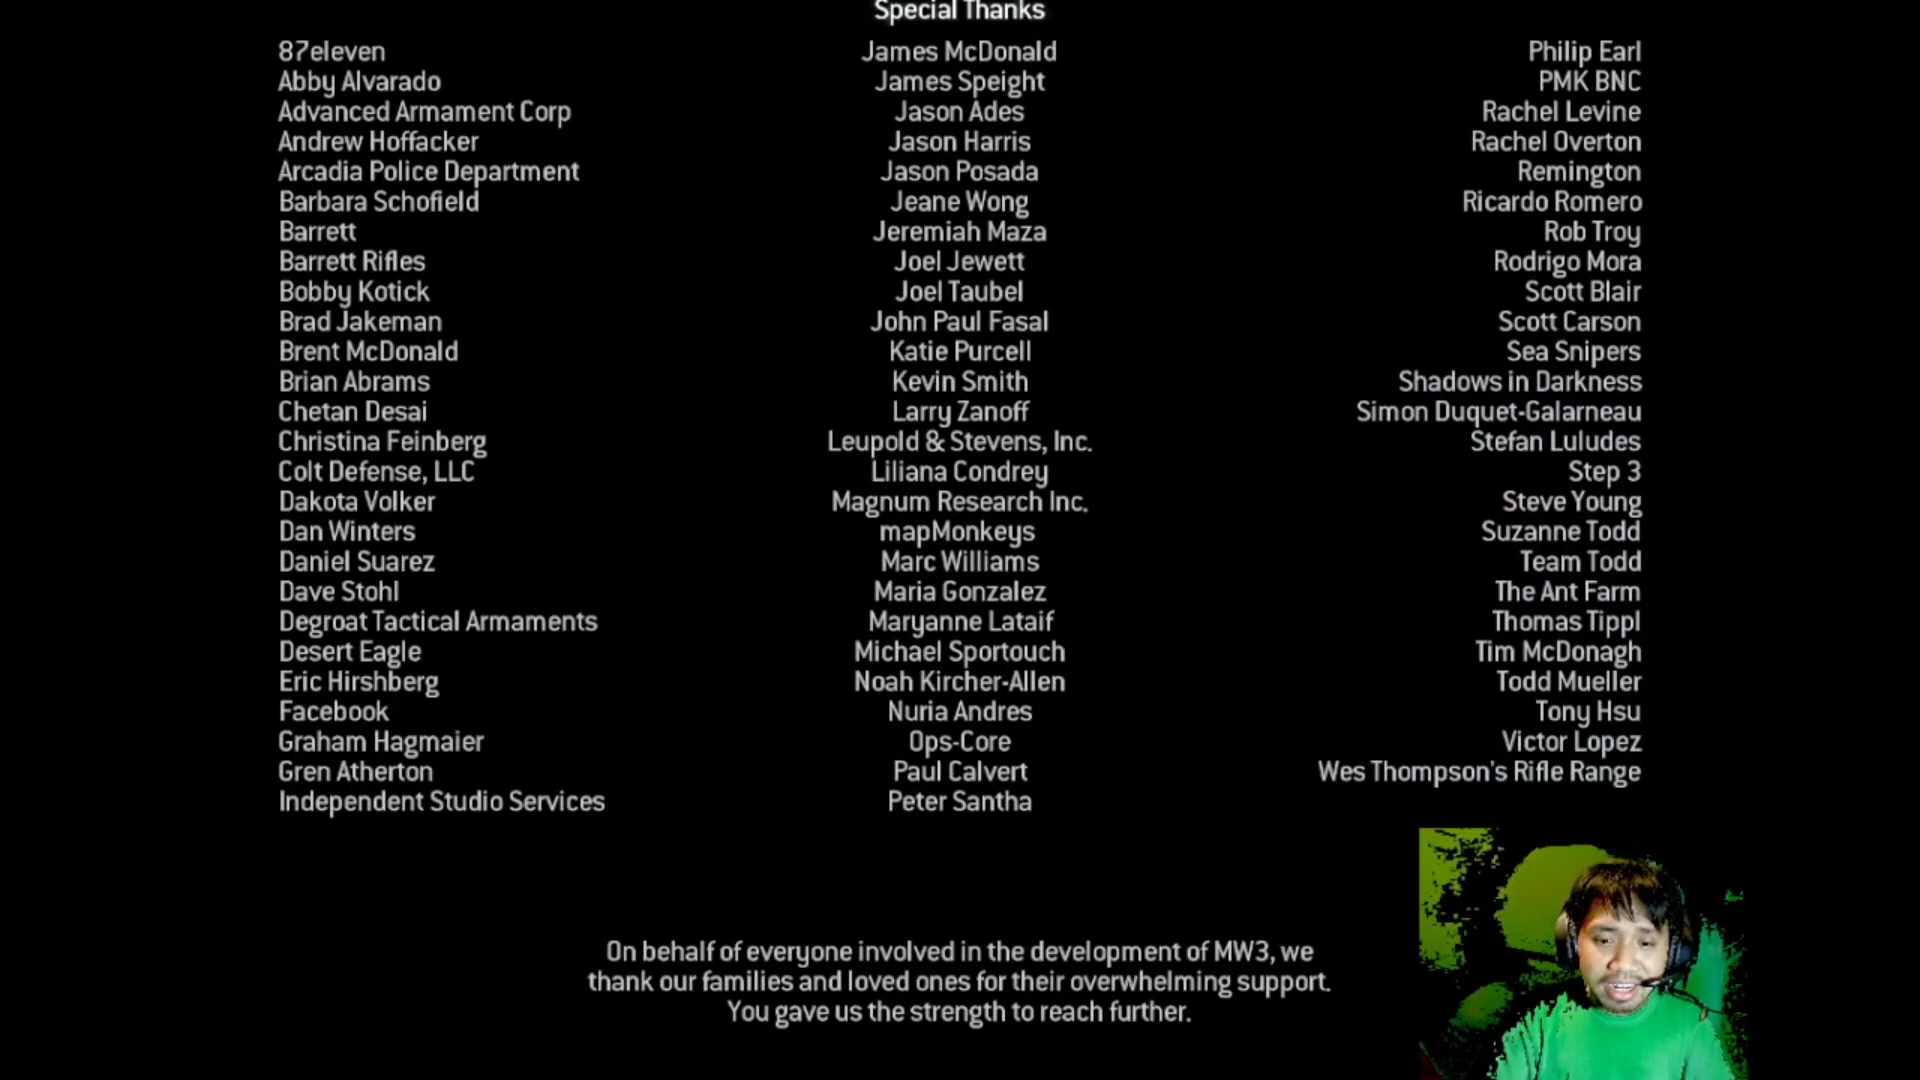 Special Thanks
87eleven
Abby Alvarado
Advanced Armament Corp
Andrew Hoffacker
Arcadia Police Department
Barbara Schofield
Barrett
Barrett Rifles
Bobby Kotick
Brad Jakeman
Brent McDonald
Brian Abrams
Chetan Desai
Christina Feinberg
Colt Defense, LLC
Dakota Volker
Dan Winters
Daniel Suarez
Dave Stohl
Degroat Tactical Armaments
Desert Eagle
Eric Hirshberg
Facebook
Graham Hagmaier
Gren Atherton
Independent Studio Services
James McDonald
James Speight
Jason Ades
Jason Harris
Jason Posada
Jeane Wong
Jeremiah Maza
Joel Jewett
Joel Taubel
John Paul Fasal
Katie Purcell
Kevin Smith
Larry Zanoff
Leupold & Stevens, Inc.
Liliana Condrey
Magnum Research Inc.
mapMonkeys
Marc Williams
Maria Gonzalez
Maryanne Lataif
Michael Sportouch
Noah Kircher-Allen
Nuria Andres
Ops-Core
Paul Calvert
Peter Santha
Philip Earl
PMK BNC
Rachel Levine
Rachel Overton
Remington
Ricardo Romero
Rob Troy
Rodrigo Mora
Scott Blair
Scott Carson
Sea Snipers
Shadows in Darkness
Simon Duquet-Galarneau
Stefan Luludes
Step 3
Steve Young
Suzanne Todd
Team Todd
The Ant Farm
Thomas Tippl
Tim McDonagh
Todd Mueller
Tony Hsu
Victor Lopez
Wes Thompson's Rifle Range
On behalf of everyone involved in the development of MW3, we
thank our families and loved ones for their overwhelming support.
You gave us the strength to reach further.